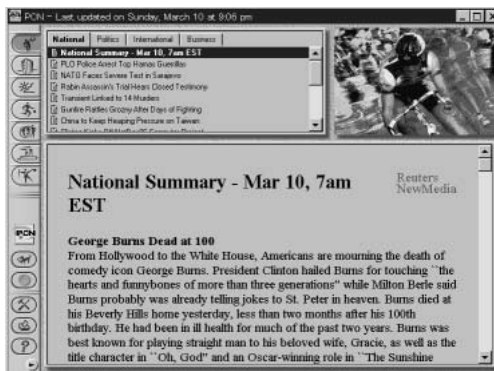 PCN - Last updated on Sunday, March 10 at 9:06 pm
National Politics International Business
National Summary - Mar 10, 7am EST
PLO Police Arrest Top Hamas Guerrillas
NATO Faces Severe Test in Sarajevo
Rabin Assassin's Trial Hears Closed Testimony
Transient Linked to 14 Murders
Gunfire Rattles Grozny After Days of Fighting
China to Keep Heaping Pressure on Taiwan
National Summary - Mar 10, 7am
EST
Reuters
NewMedia
George Burns Dead at 100
From Hollywood to the White House, Americans are mourning the death of
comedy icon George Burns. President Clinton hailed Burns for touching ``the
hearts and funnybones of more than three generations'' while Milton Berle said
Burns probably was already telling jokes to St. Peter in heaven. Burns died at
his Beverly Hills home yesterday, less than two months after his 100th
birthday. He had been in ill health for much of the past two years. Burns was
best known for playing straight man to his beloved wife, Gracie, as well as the
title character in ``Oh, God'' and an Oscar-winning role in ``The Sunshine
PCN